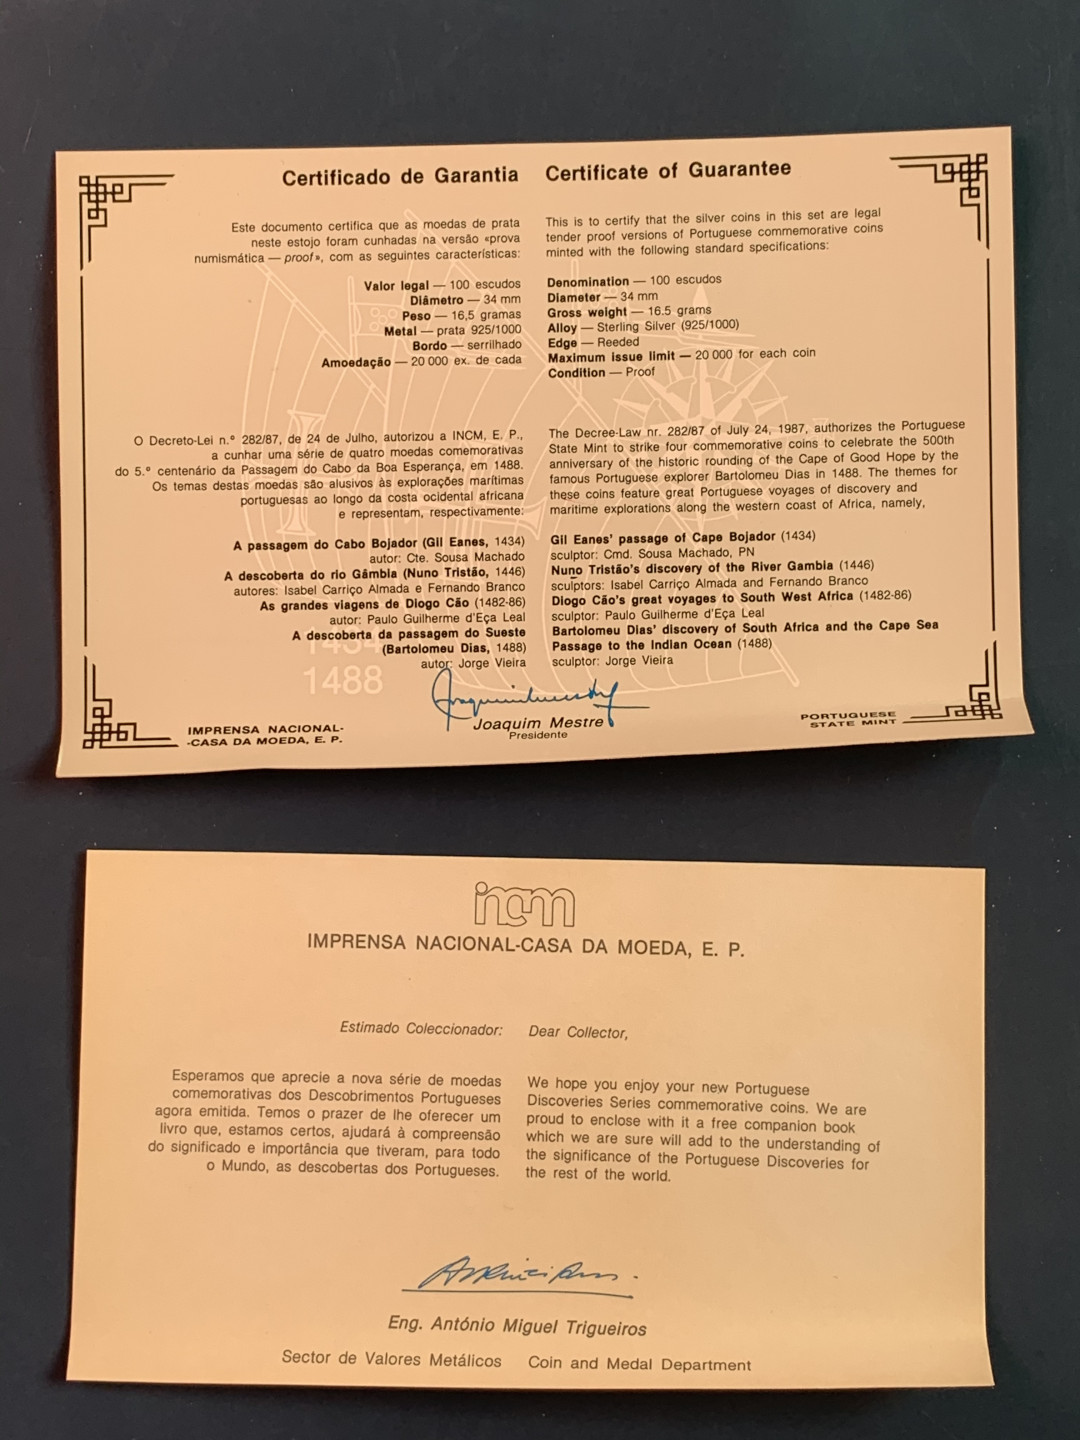 Certificado de Garantia
Este documento certifica que as moedas de prata
neste estojo foram cunhadas na versão «prova
numismática — proof», com as seguintes características:
Valor legal — 100 escudos
Diâmetro — 34 mm
Peso — 16,5 gramas
Metal — prata 925/1000
Bordo — serrilhado
Amoedação — 20 000 ex. de cada
O Decreto-Lei n.º 282/87, de 24 de Julho, autorizou a INCM, E. P.,
a cunhar uma série de quatro moedas comemorativas
do 5.º centenário da Passagem do Cabo da Boa Esperança, em 1488.
Os temas destas moedas são alusivos às explorações marítimas
portuguesas ao longo da costa ocidental africana
e representam, respectivamente:
A passagem do Cabo Bojador (Gil Eanes, 1434)
autor: Cte. Sousa Machado
A descoberta do rio Gâmbia (Nuno Tristão, 1446)
autores: Isabel Carriço Almada e Fernando Branco
As grandes viagens de Diogo Cão (1482-86)
autor: Paulo Guilherme d'Eça Leal
A descoberta da passagem do Sueste
(Bartolomeu Dias, 1488)
autor: Jorge Vieira
Certificate of Guarantee
This is to certify that the silver coins in this set are legal
tender proof versions of Portuguese commemorative coins
minted with the following standard specifications:
Denomination — 100 escudos
Diameter — 34 mm
Gross weight — 16.5 grams
Alloy — Sterling Silver (925/1000)
Edge — Reeded
Maximum issue limit — 20 000 for each coin
Condition — Proof
The Decree-Law nr. 282/87 of July 24, 1987, authorizes the Portuguese
State Mint to strike four commemorative coins to celebrate the 500th
anniversary of the historic rounding of the Cape of Good Hope by the
famous Portuguese explorer Bartolomeu Dias in 1488. The themes for
these coins feature great Portuguese voyages of discovery and
maritime explorations along the western coast of Africa, namely,
Gil Eanes' passage of Cape Bojador (1434)
sculptor: Cmd. Sousa Machado, PN
Nuno Tristão's discovery of the River Gambia (1446)
sculptors: Isabel Carriço Almada and Fernando Branco
Diogo Cão's great voyages to South West Africa (1482-86)
sculptor: Paulo Guilherme d'Eça Leal
Bartolomeu Dias' discovery of South Africa and the Cape Sea
Passage to the Indian Ocean (1488)
sculptor: Jorge Vieira
1434
1488
Joaquim Mestre
Presidente
IMPRENSA NACIONAL-
-CASA DA MOEDA, E. P.
PORTUGUESE
STATE MINT
incm
IMPRENSA NACIONAL-CASA DA MOEDA, E. P.
Estimado Coleccionador:
Esperamos que aprecie a nova série de moedas
comemorativas dos Descobrimentos Portugueses
agora emitida. Temos o prazer de lhe oferecer um
livro que, estamos certos, ajudará à compreensão
do significado e importância que tiveram, para todo
o Mundo, as descobertas dos Portugueses.
Dear Collector,
We hope you enjoy your new Portuguese
Discoveries Series commemorative coins. We are
proud to enclose with it a free companion book
which we are sure will add to the understanding of
the significance of the Portuguese Discoveries for
the rest of the world.
Eng. António Miguel Trigueiros
Sector de Valores Metálicos
Coin and Medal Department